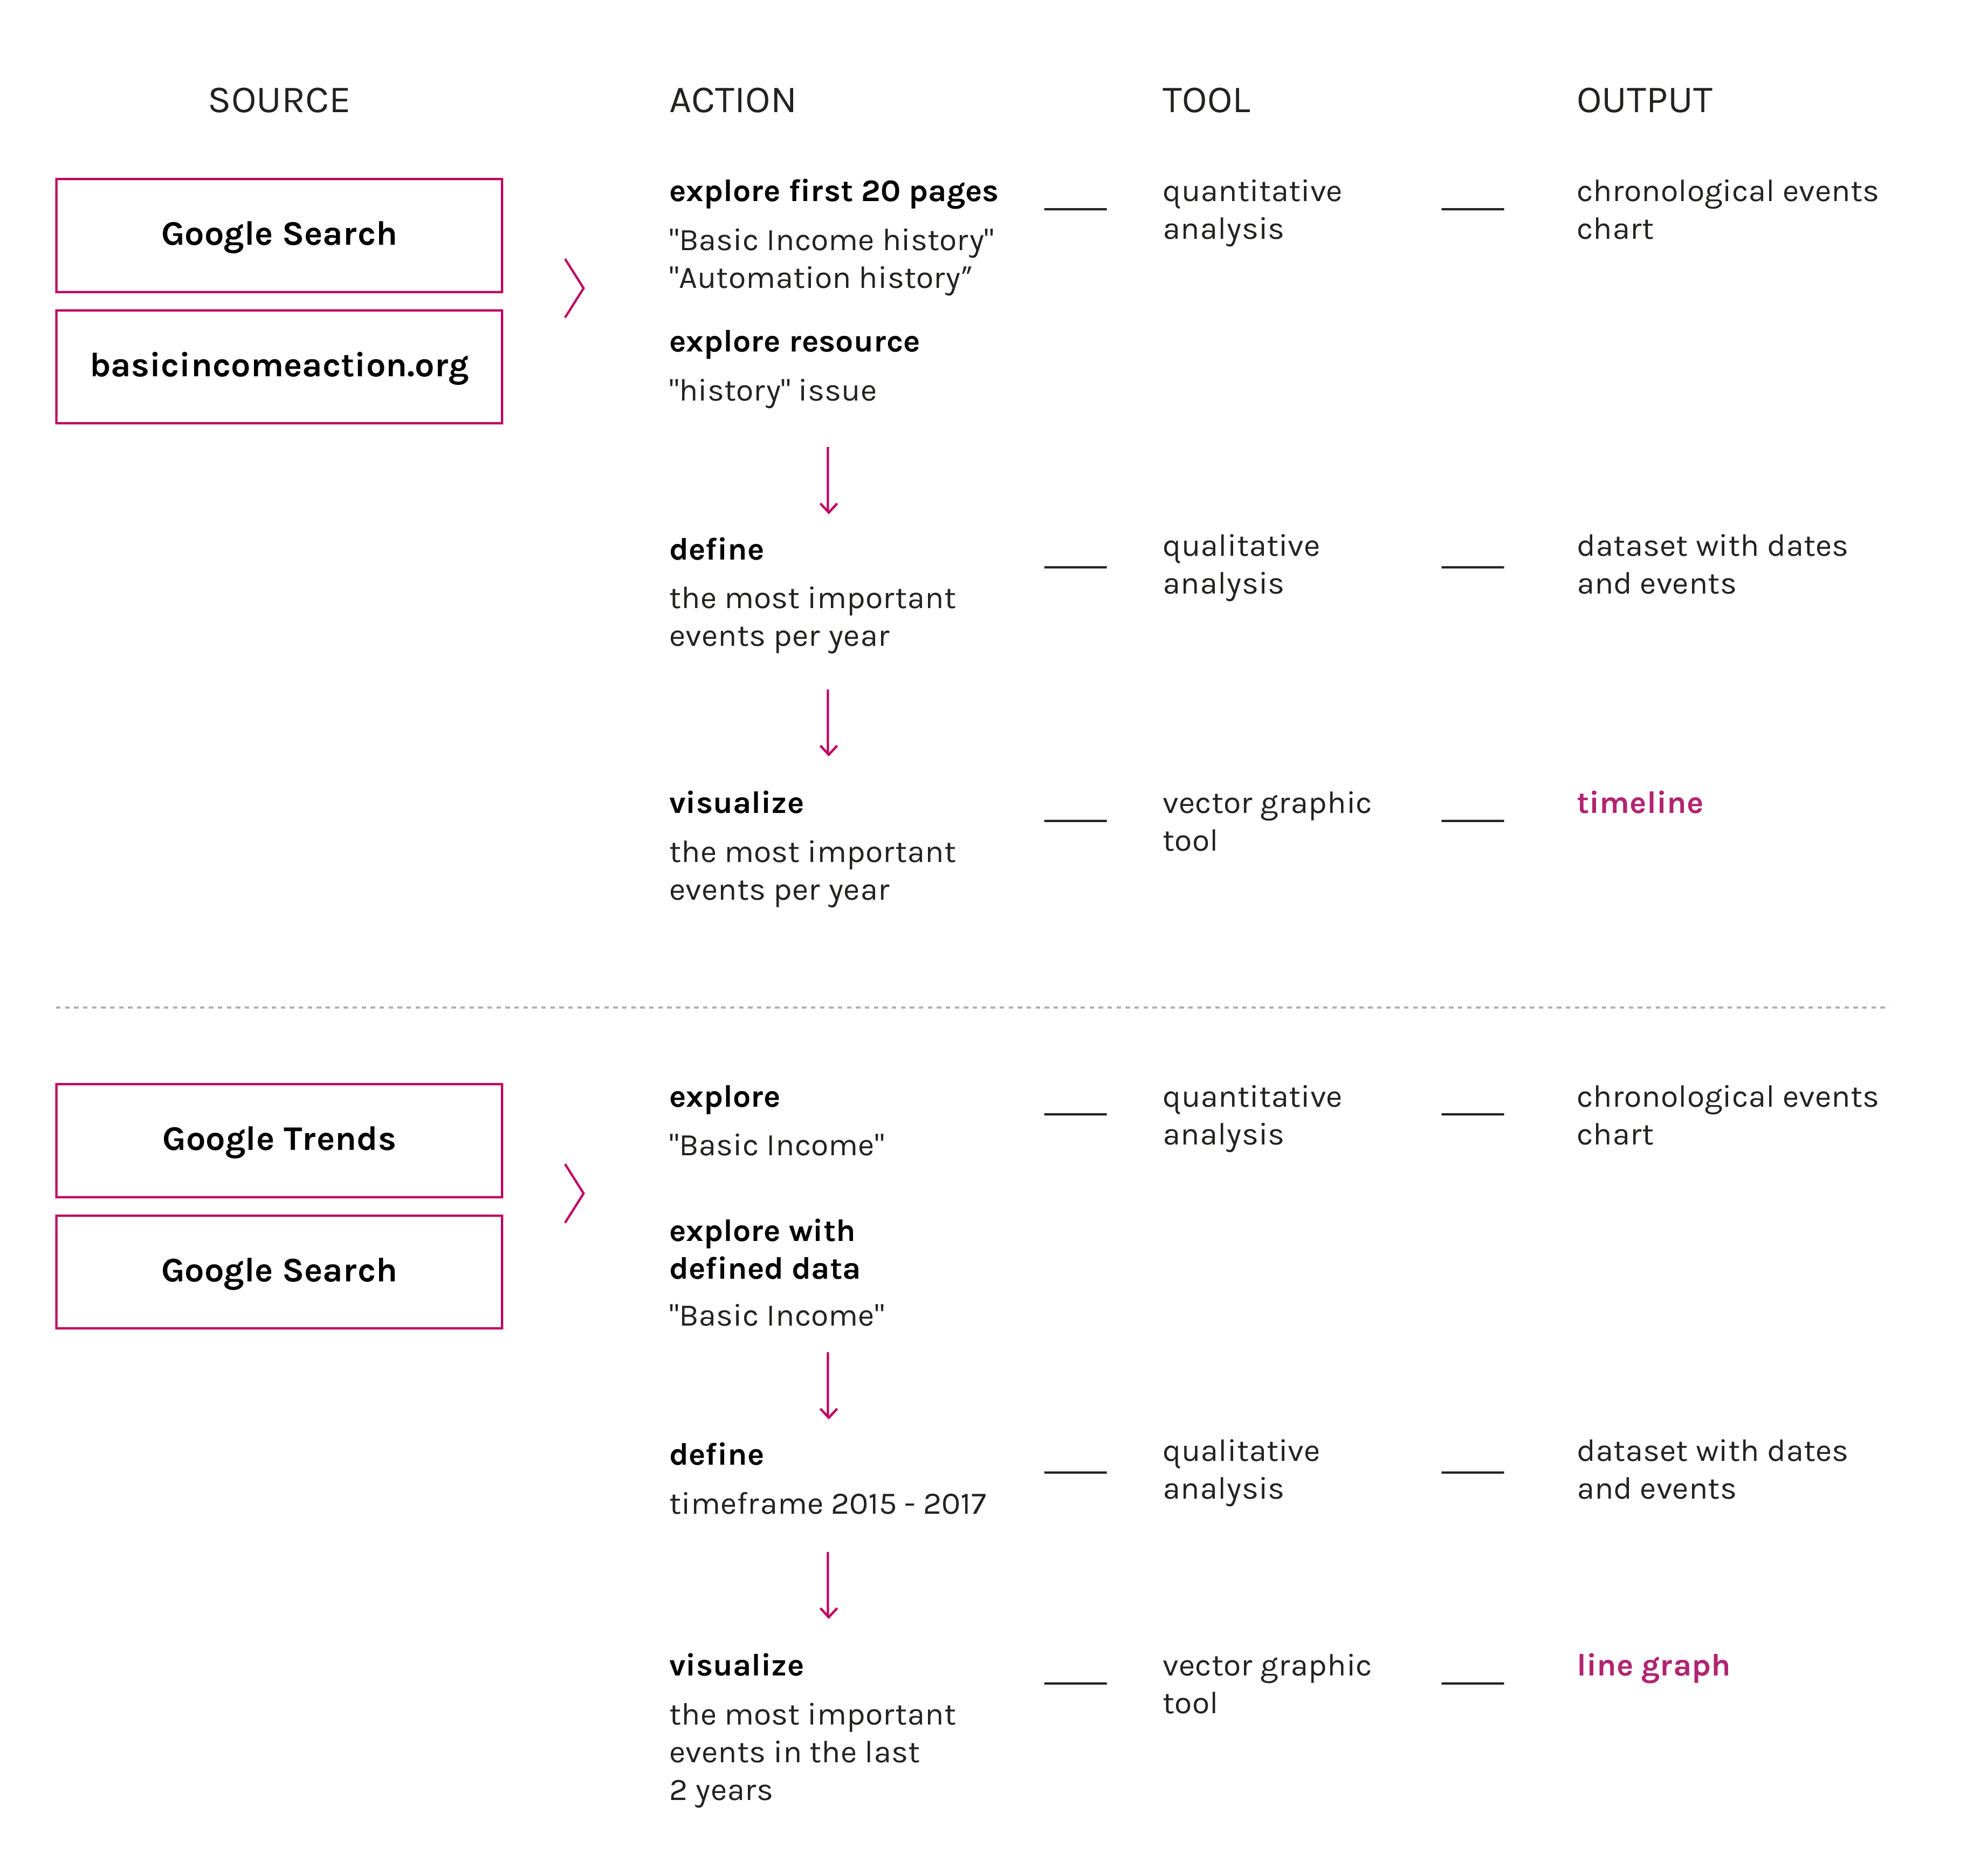 SOURCE
ACTION
TOOL
OUTPUT
Google Search
basicincomeaction.org
explore first 20 pages
"Basic Income history"
"Automation history”
explore resource
"history" issue
quantitative
analysis
chronological events
chart
define
the most important
events per year
qualitative
analysis
dataset with dates
and events
visualize
the most important
events per year
vector graphic
tool
timeline
Google Trends
Google Search
explore
"Basic Income"
explore with
defined data
"Basic Income"
quantitative
analysis
chronological events
chart
define
timeframe 2015 - 2017
qualitative
analysis
dataset with dates
and events
visualize
the most important
events in the last
2 years
vector graphic
tool
line graph